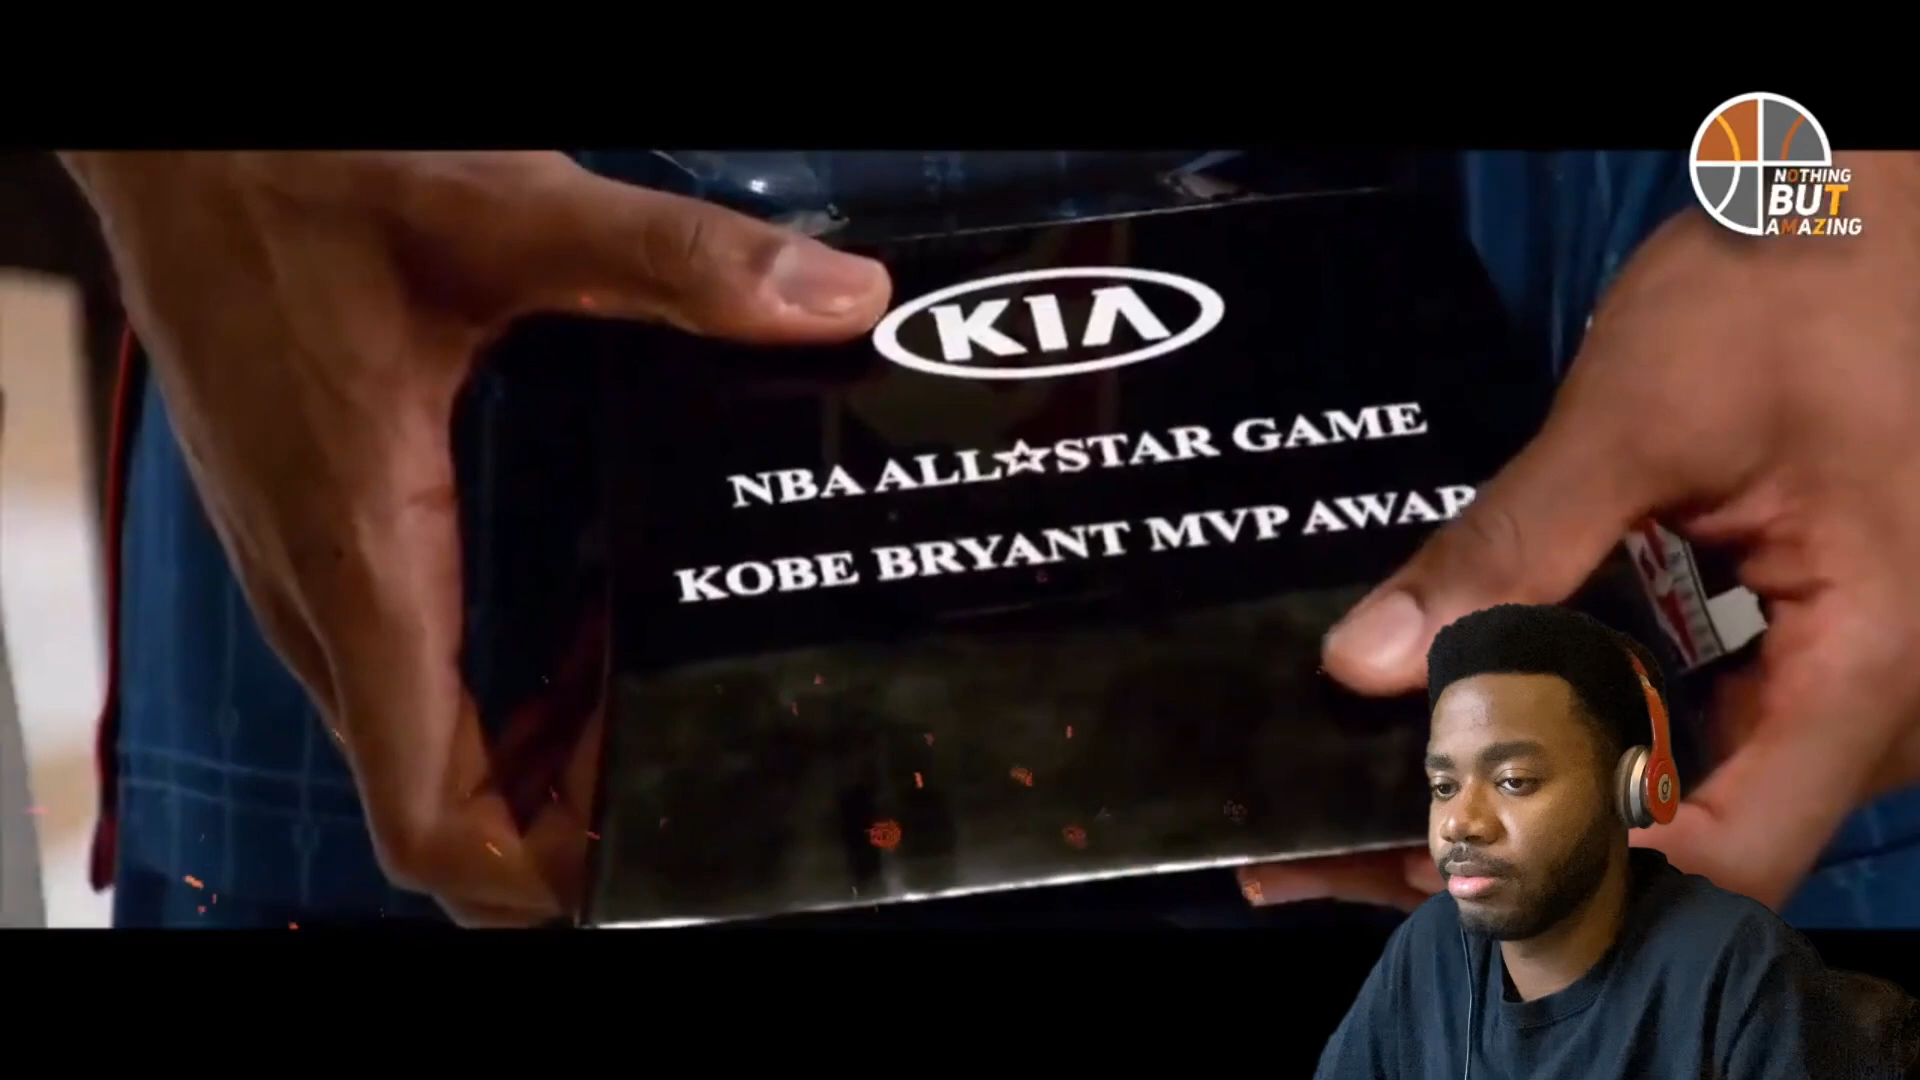 NOTHING
BUT
AMAZING
KIA
NBA ALL☆STAR GAME
KOBE BRYANT MVP AWAR